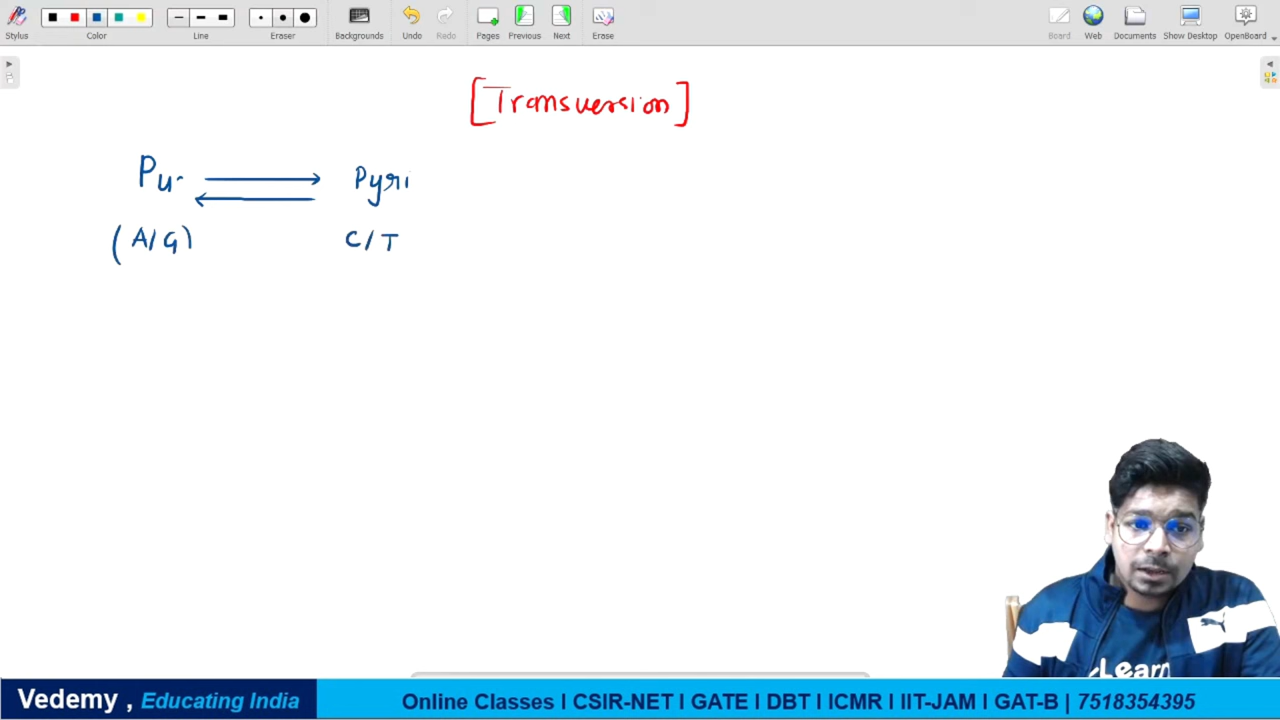 Stylus
Color
Line
Eraser
Backgrounds
Undo
Redo
Pages
Previous
Next
Erase
Board
Web
Documents
Show Desktop
OpenBoard
[Transversion]
Pu. Pyri
(A/G) C/T
Learn
Vedemy , Educating India
Online Classes I CSIR-NET I GATE I DBT I ICMR I IIT-JAM I GAT-B | 7518354395